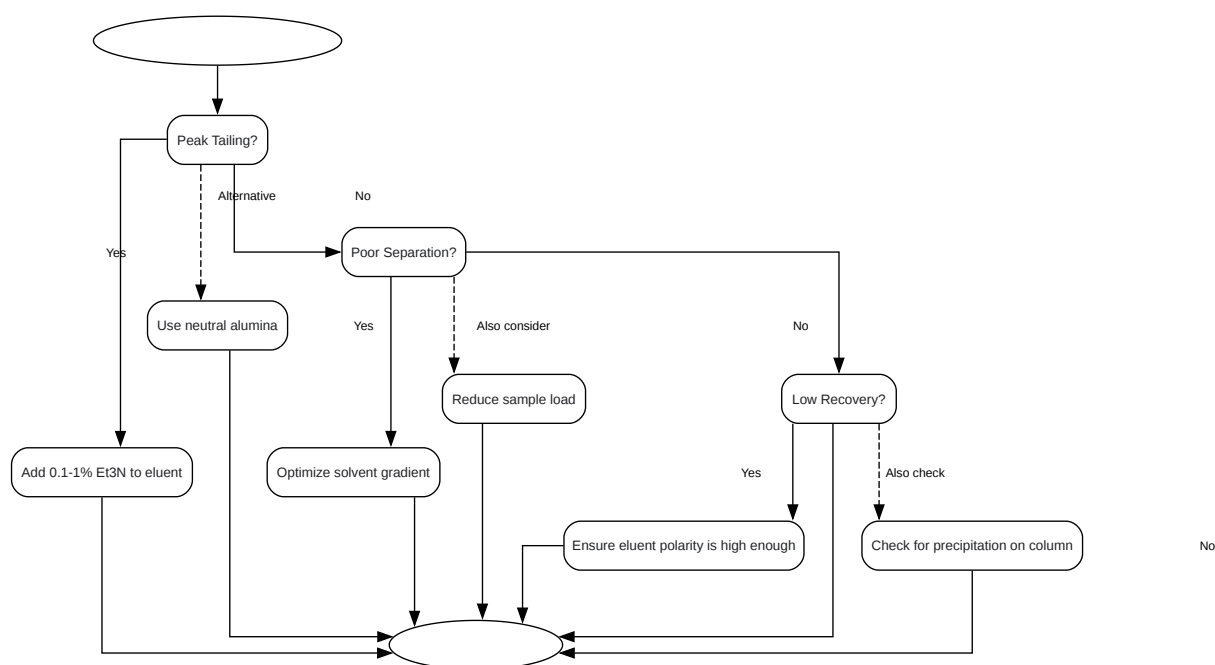 Peak Tailing?
Alternative
No
Yes
Poor Separation?
Use neutral alumina
Yes
Also consider
No
Reduce sample load
Low Recovery?
Add 0.1-1% Et3N to eluent
Optimize solvent gradient
Yes
Also check
Ensure eluent polarity is high enough
Check for precipitation on column
No